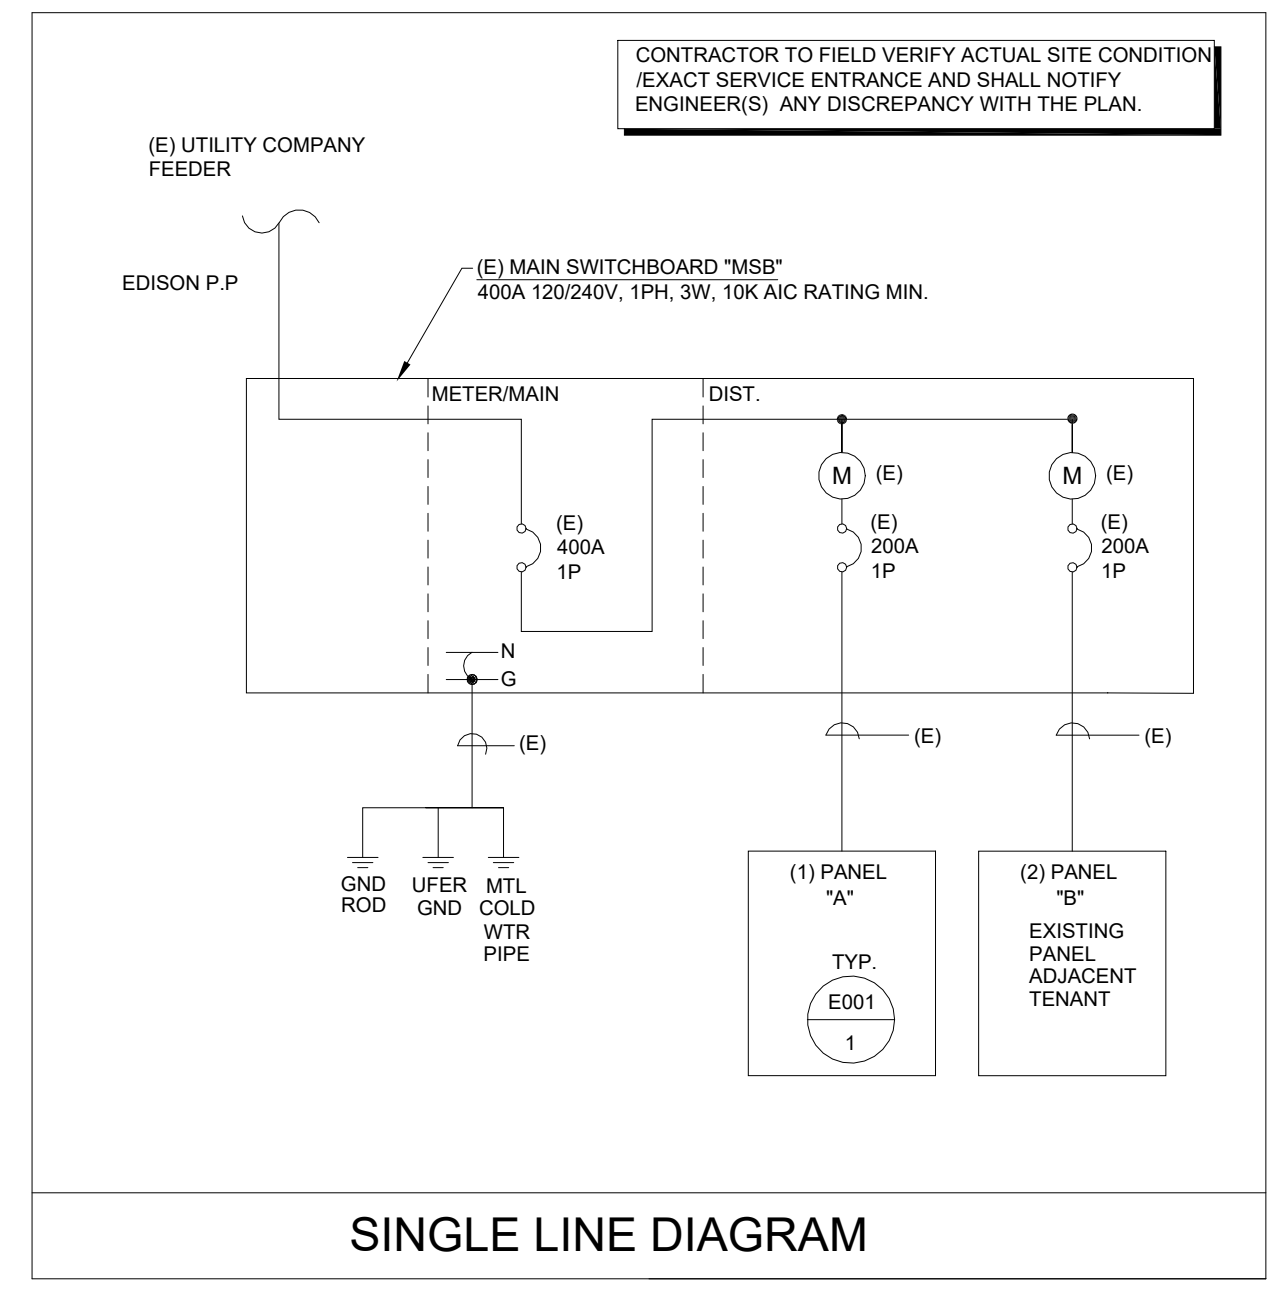 CONTRACTOR TO FIELD VERIFY ACTUAL SITE CONDITION
/EXACT SERVICE ENTRANCE AND SHALL NOTIFY
ENGINEER(S) ANY DISCREPANCY WITH THE PLAN.
(E) UTILITY COMPANY
FEEDER
EDISON P.P
(E) MAIN SWITCHBOARD "MSB"
400A 120/240V, 1PH, 3W, 10K AIC RATING MIN.
METER/MAIN
DIST.
M
(E)
M
(E)
(E)
400A
1P
(E)
200A
1P
(E)
200A
1P
N
G
(E)
(E)
(E)
GND
ROD
UFER
GND
MTL
COLD
WTR
PIPE
(1) PANEL
"A"
TYP.
E001
1
(2) PANEL
"B"
EXISTING
PANEL
ADJACENT
TENANT
SINGLE LINE DIAGRAM